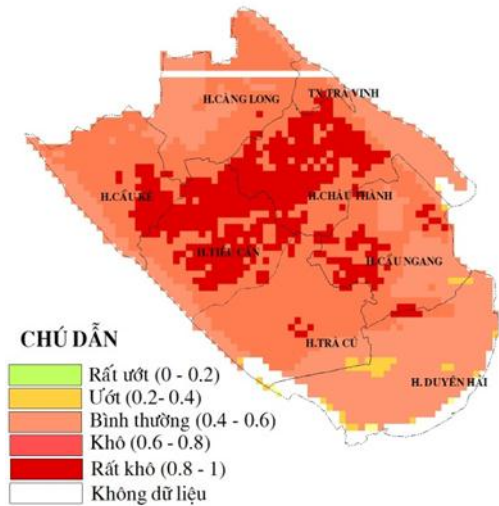 H.CÀNG LONG
TX.TRÀ VINH
H.CẦU KÈ
H.CHÂU THÀNH
H.TIỂU CẦN
H.CẦU NGANG
H.TRÀ CÚ
H. DUYÊN HẢI
CHÚ DẪN
Rất ướt (0 - 0.2)
Ướt (0.2- 0.4)
Bình thường (0.4 - 0.6)
Khô (0.6 - 0.8)
Rất khô (0.8 - 1)
Không dữ liệu